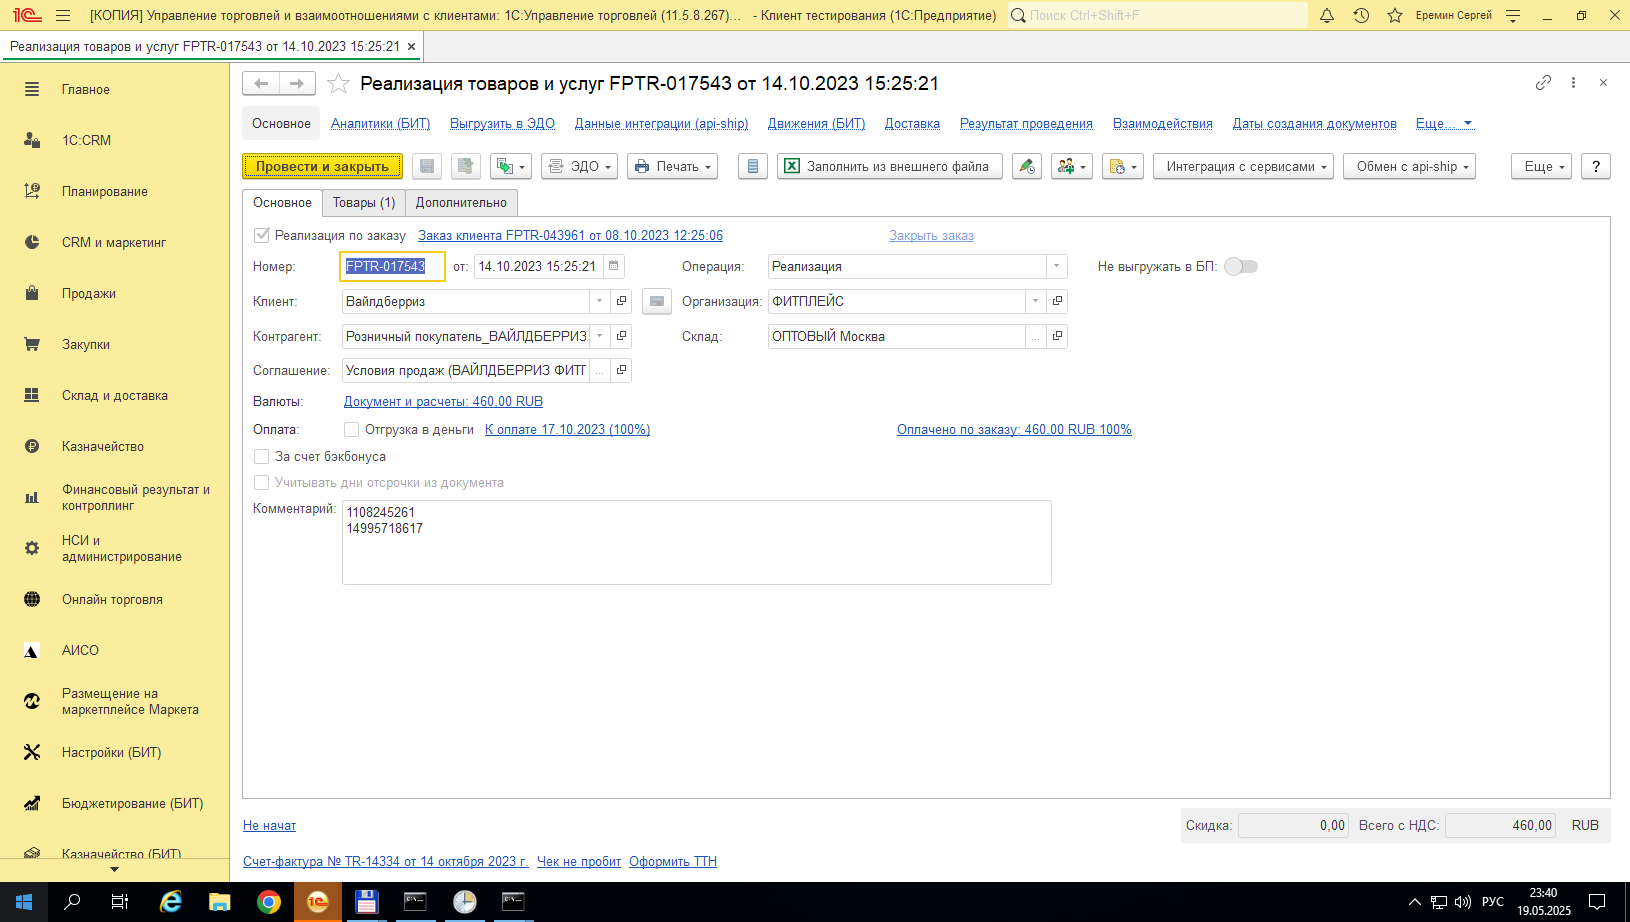 [КОПИЯ] Управление торговлей и взаимоотношениями с клиентами: 1С:Управление торговлей (11.5.8.267)... - Клиент тестирования (1С:Предприятие)
Поиск Ctrl+Shift+F
Еремин Сергей
Реализация товаров и услуг FPTR-017543 от 14.10.2023 15:25:21 ×
Главное
1С:CRM
Планирование
CRM и маркетинг
Продажи
Закупки
Склад и доставка
Казначейство
Финансовый результат и
контроллинг
НСИ и
администрирование
Онлайн торговля
АИСО
Размещение на
маркетплейсе Маркета
Настройки (БИТ)
Бюджетирование (БИТ)
Казначейство (БИТ)
Реализация товаров и услуг FPTR-017543 от 14.10.2023 15:25:21
Основное Аналитики (БИТ) Выгрузить в ЭДО Данные интеграции (api-ship) Движения (БИТ) Доставка Результат проведения Взаимодействия Даты создания документов Еще...
Провести и закрыть ЭДО Печать Заполнить из внешнего файла Интеграция с сервисами Обмен с api-ship Еще ?
Основное Товары (1) Дополнительно
Реализация по заказу Заказ клиента FPTR-043961 от 08.10.2023 12:25:06 Закрыть заказ
Номер: FPTR-017543 от: 14.10.2023 15:25:21 Операция: Реализация Не выгружать в БП:
Клиент: Вайлдберриз Организация: ФИТПЛЕЙС
Контрагент: Розничный покупатель_ВАЙЛДБЕРРИЗ Склад: ОПТОВЫЙ Москва
Соглашение: Условия продаж (ВАЙЛДБЕРРИЗ ФИТГ ...
Валюты: Документ и расчеты: 460,00 RUB
Оплата: Отгрузка в деньги К оплате 17.10.2023 (100%) Оплачено по заказу: 460,00 RUB 100%
За счет бэкбонуса
Учитывать дни отсрочки из документа
Комментарий: 1108245261
14995718617
Не начат Скидка: 0,00 Всего с НДС: 460,00 RUB
Счет-фактура № TR-14334 от 14 октября 2023 г. Чек не пробит Оформить ТТН
РУС
23:40
19.05.2025